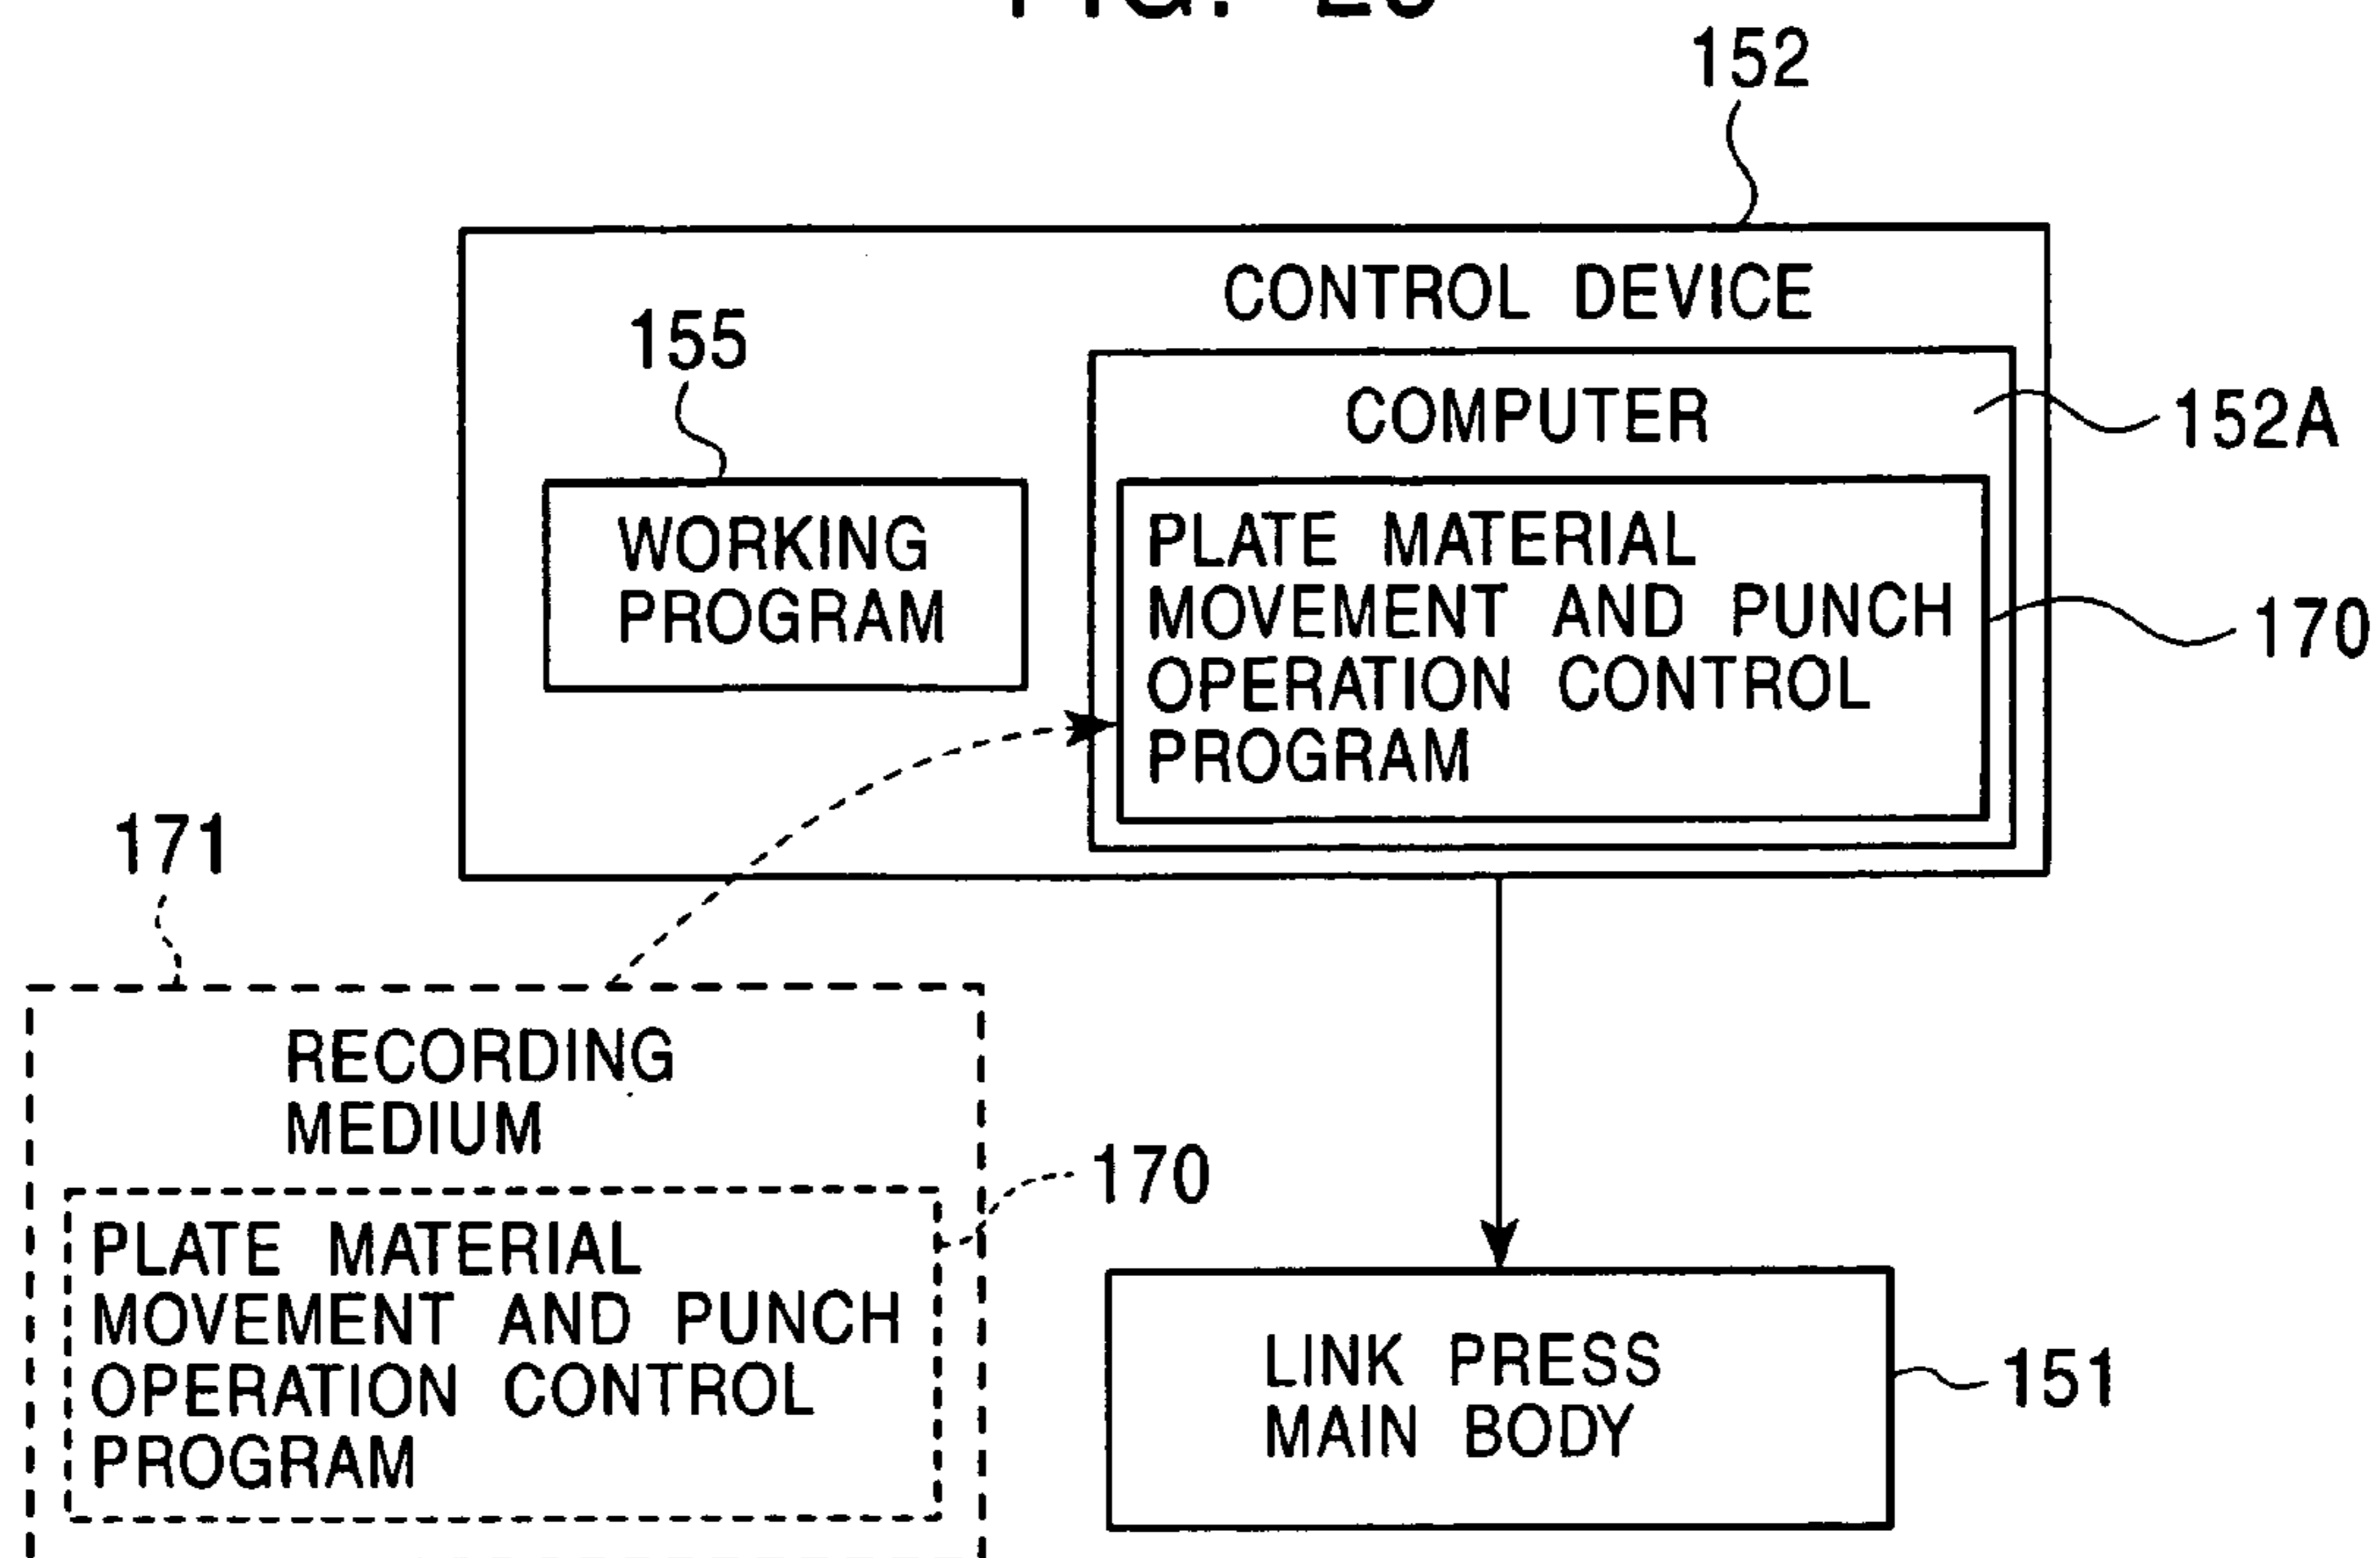 152
CONTROL DEVICE
155
COMPUTER
152A
WORKING
PROGRAM
PLATE MATERIAL
MOVEMENT AND PUNCH
OPERATION CONTROL
PROGRAM
170
171
RECORDING
MEDIUM
170
PLATE MATERIAL
MOVEMENT AND PUNCH
OPERATION CONTROL
PROGRAM
LINK PRESS
MAIN BODY
151